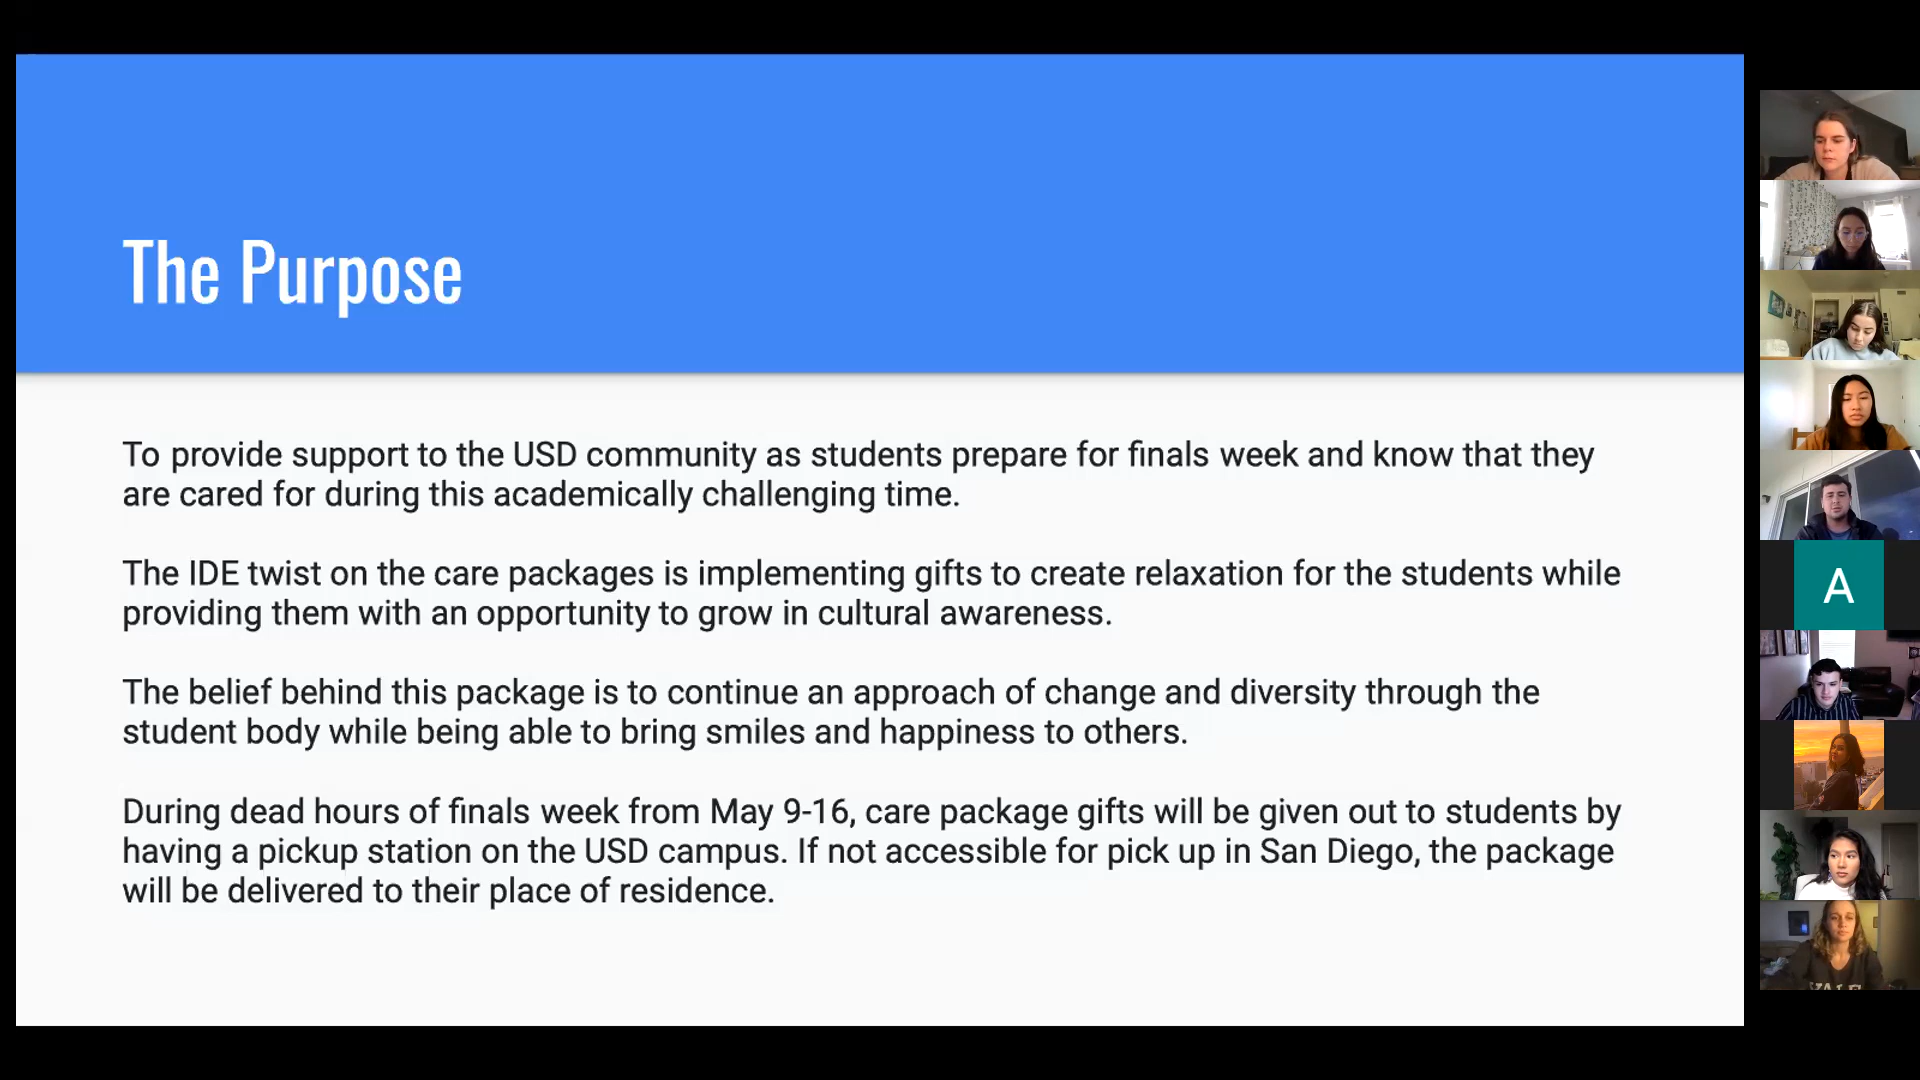 The Purpose
To provide support to the USD community as students prepare for finals week and know that they
are cared for during this academically challenging time.
The IDE twist on the care packages is implementing gifts to create relaxation for the students while
providing them with an opportunity to grow in cultural awareness.
The belief behind this package is to continue an approach of change and diversity through the
student body while being able to bring smiles and happiness to others.
During dead hours of finals week from May 9-16, care package gifts will be given out to students by
having a pickup station on the USD campus. If not accessible for pick up in San Diego, the package
will be delivered to their place of residence.
A
YALE